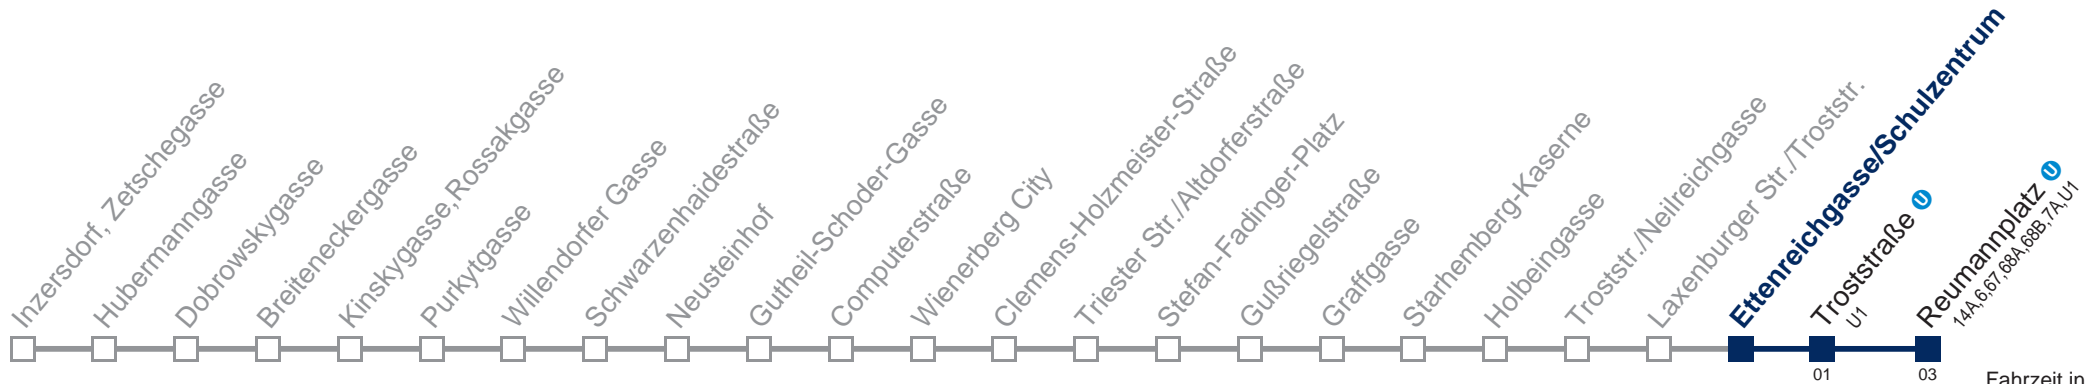 Inzersdorf, Zetschegasse
Hubermanngasse
Dobrowskygasse
Breiteneckergasse
Kinskygasse,Rossakgasse
Purkytgasse
Willendorfer Gasse
Schwarzenhaidestraße
Neusteinhof
Gutheil-Schoder-Gasse
Computerstraße
Wienerberg City
Clemens-Holzmeister-Straße
Triester Str./Altdorferstraße
Stefan-Fadinger-Platz
Gußriegelstraße
Graffgasse
Starhemberg-Kaserne
Holbeingasse
Troststr./Neilreichgasse
Laxenburger Str./Troststr.
Ettenreichgasse/Schulzentrum
Troststraße U
U1
Reumannplatz U
14A,6,67,68A,68B,7A,U1
01
03
Fahrzeit in